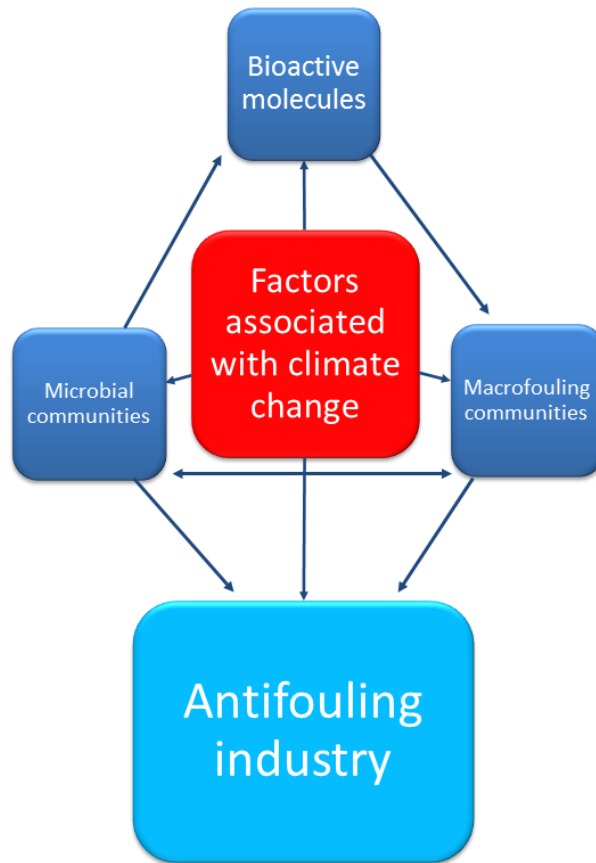 Bioactive
molecules
Factors
associated
with climate
change
Microbial
communities
Macrofouling
communities
Antifouling
industry